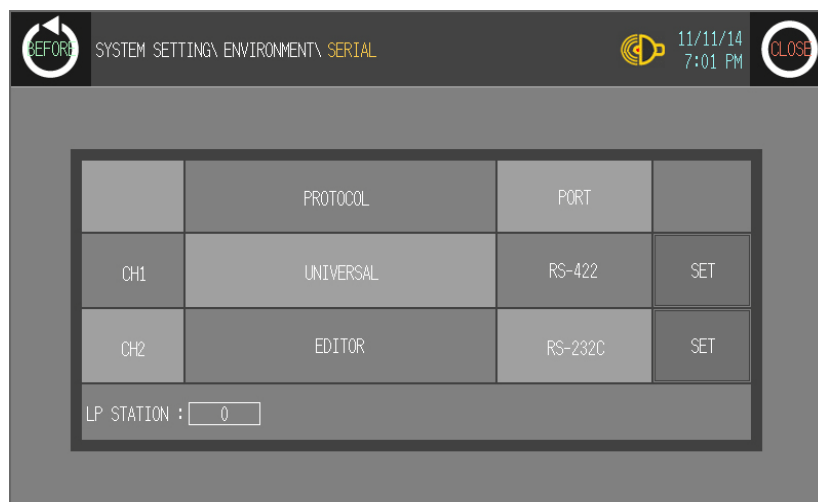 BEFORE SYSTEM SETTING\ ENVIRONMENT\ SERIAL 11/11/14 CLOSE
7:01 PM
PROTOCOL PORT
CH1 UNIVERSAL RS-422 SET
CH2 EDITOR RS-232C SET
LP STATION : 0